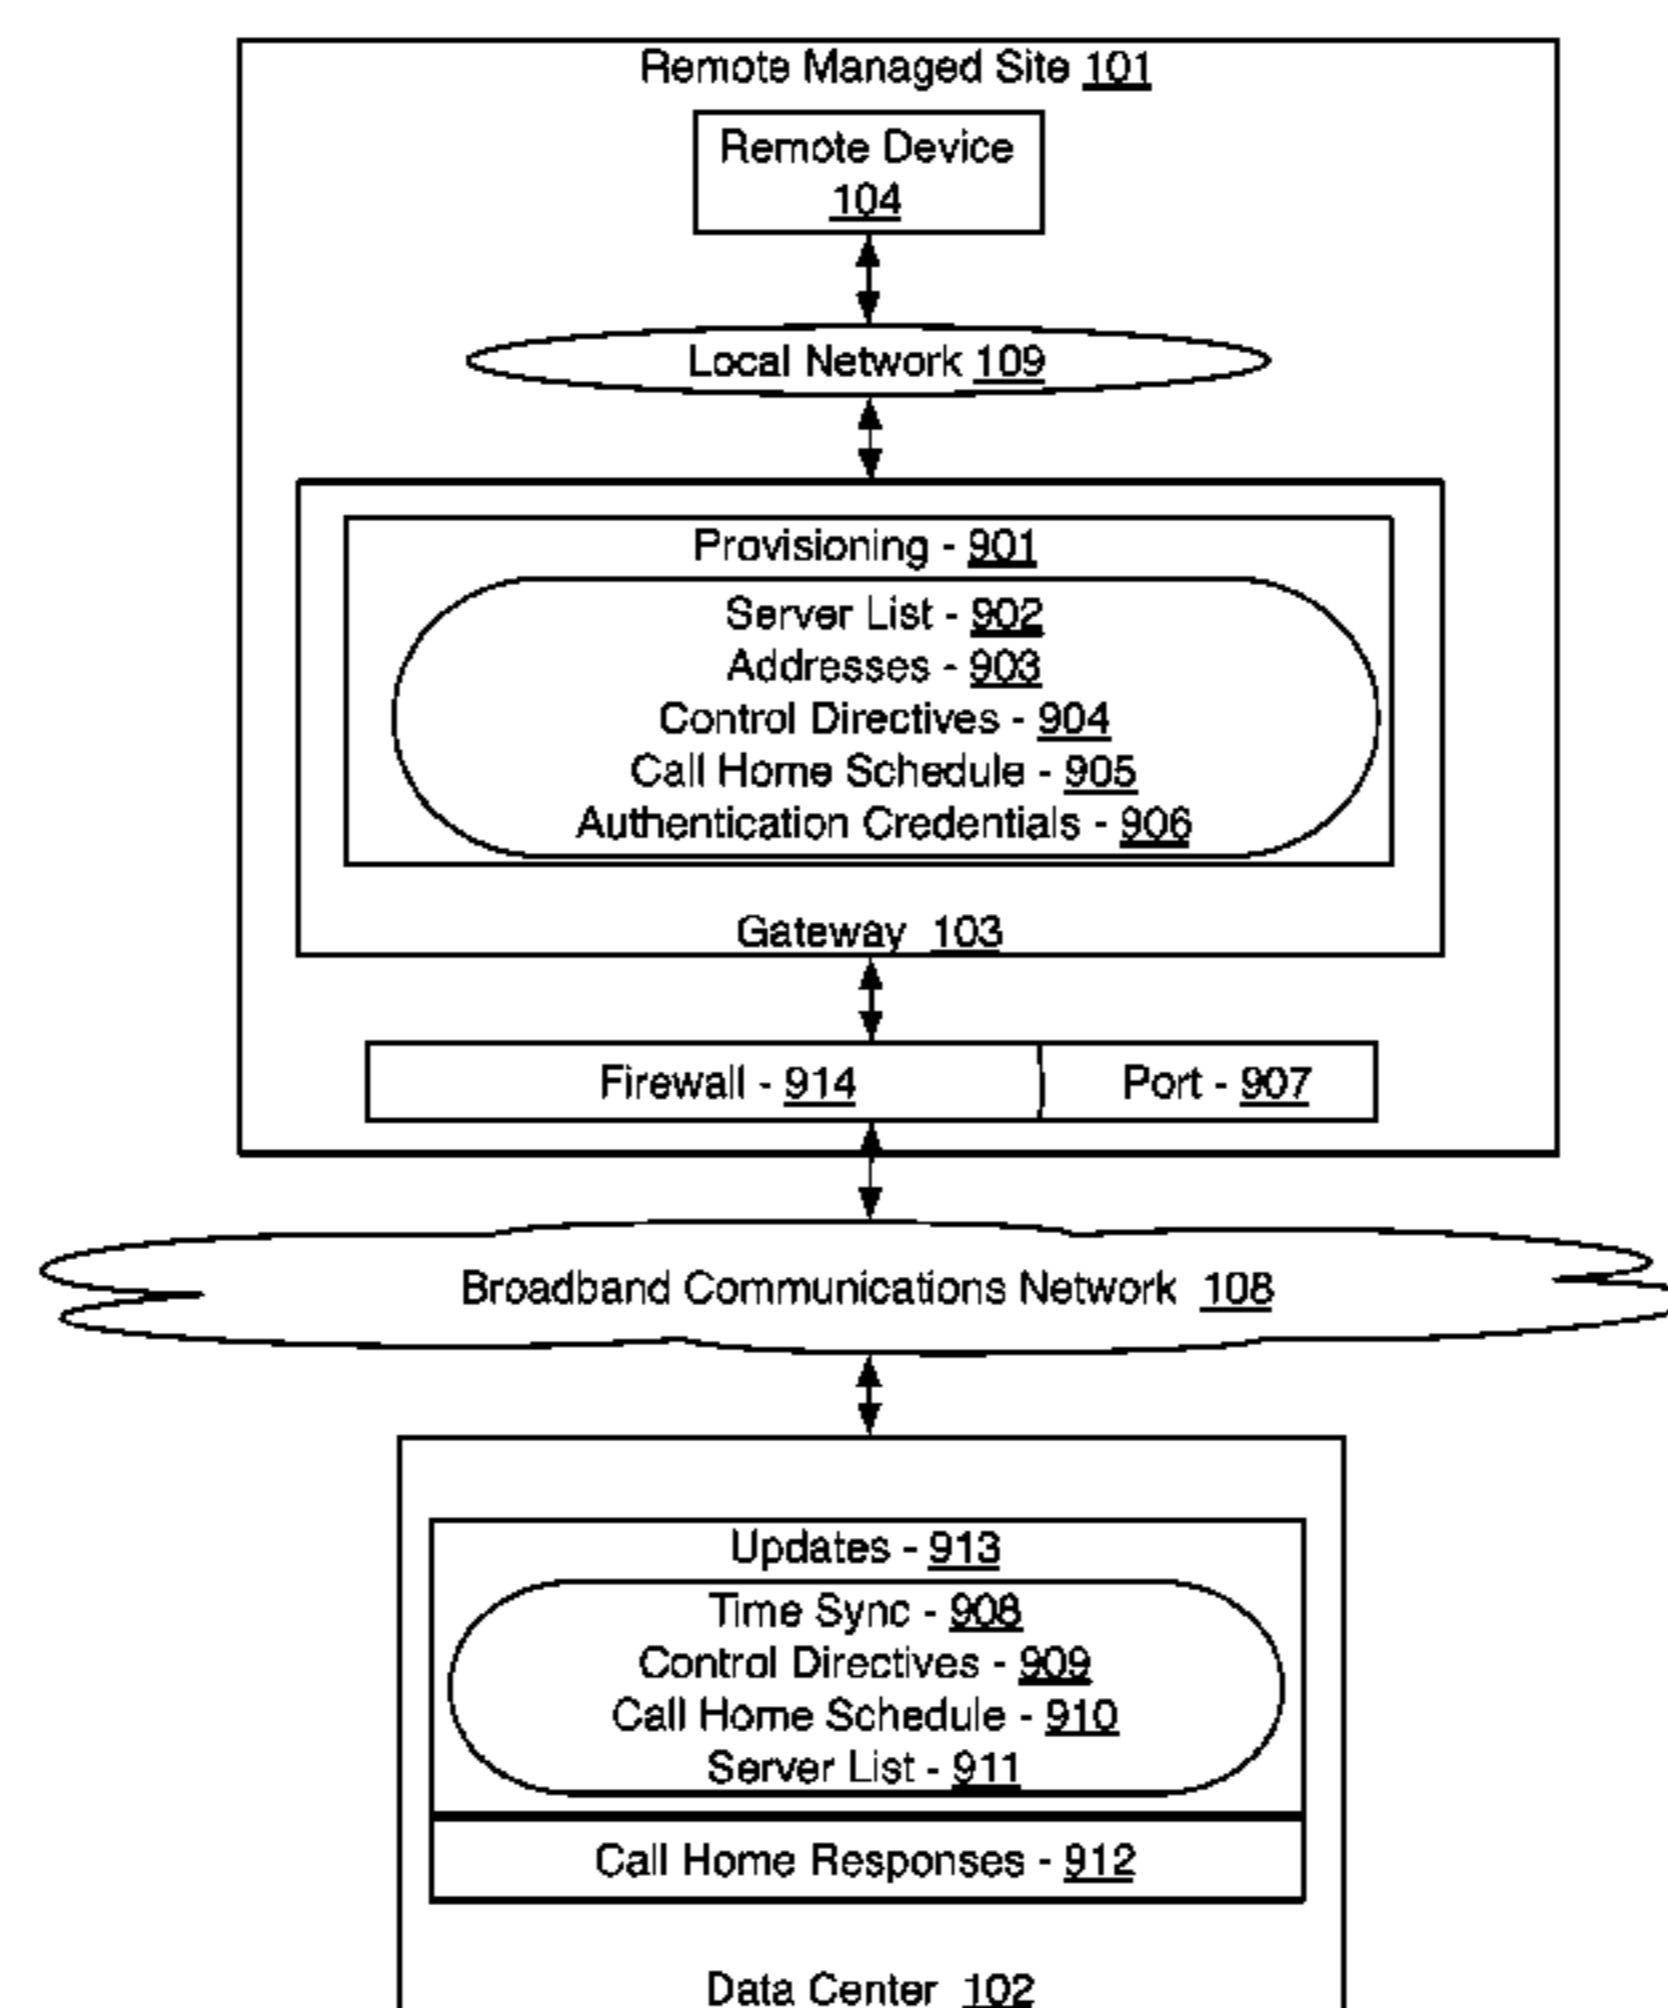 Remote Managed Site 101
Remote Device
104
Local Network 109
Provisioning - 901
Server List - 902
Addresses - 903
Control Directives - 904
Call Home Schedule - 905
Authentication Credentials - 906
Gateway 103
Firewall - 914 Port - 907
Broadband Communications Network 108
Updates - 913
Time Sync - 908
Control Directives - 909
Call Home Schedule - 910
Server List - 911
Call Home Responses - 912
Data Center 102